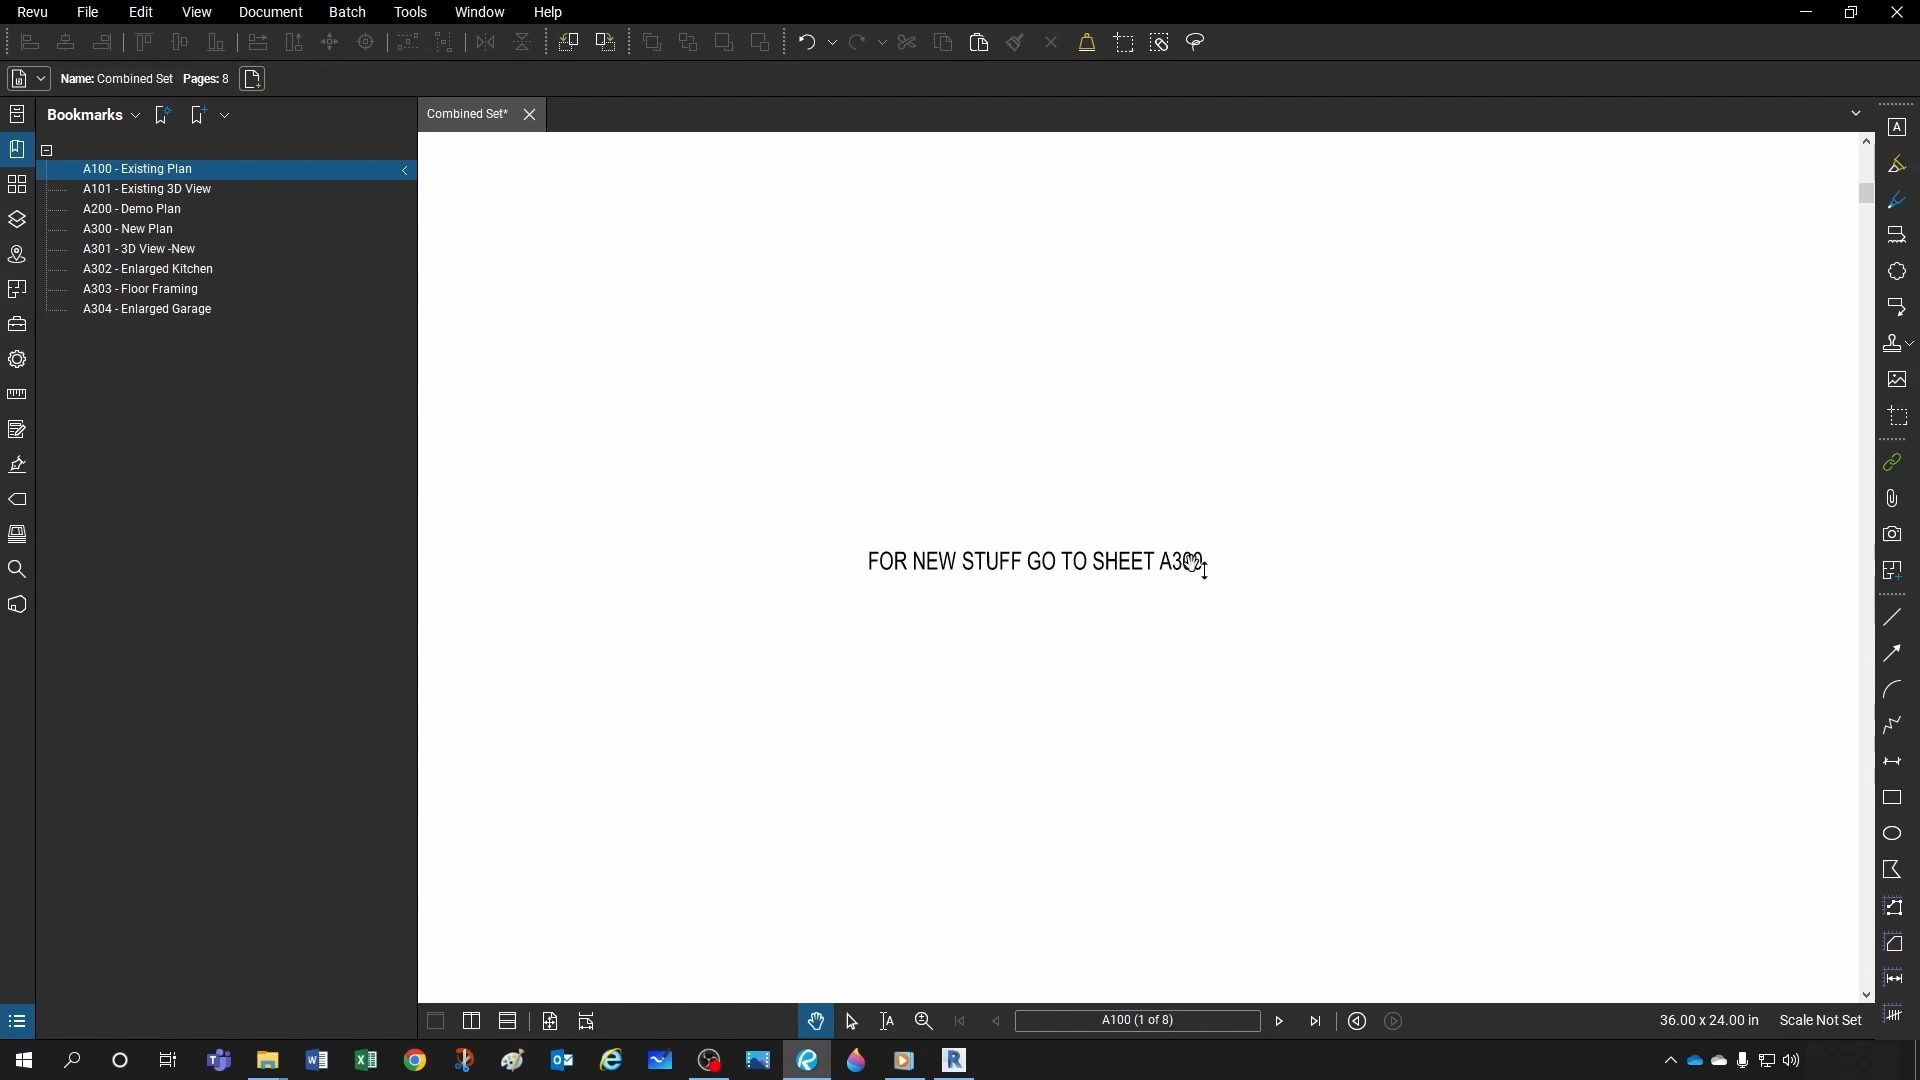 Revu File Edit View Document Batch Tools Window Help
Name: Combined Set Pages: 8
Bookmarks
Combined Set*
A100 - Existing Plan
A101 - Existing 3D View
A200 - Demo Plan
A300 - New Plan
A301 - 3D View -New
A302 - Enlarged Kitchen
A303 - Floor Framing
A304 - Enlarged Garage
FOR NEW STUFF GO TO SHEET A300
A100 (1 of 8)
36.00 x 24.00 in Scale Not Set